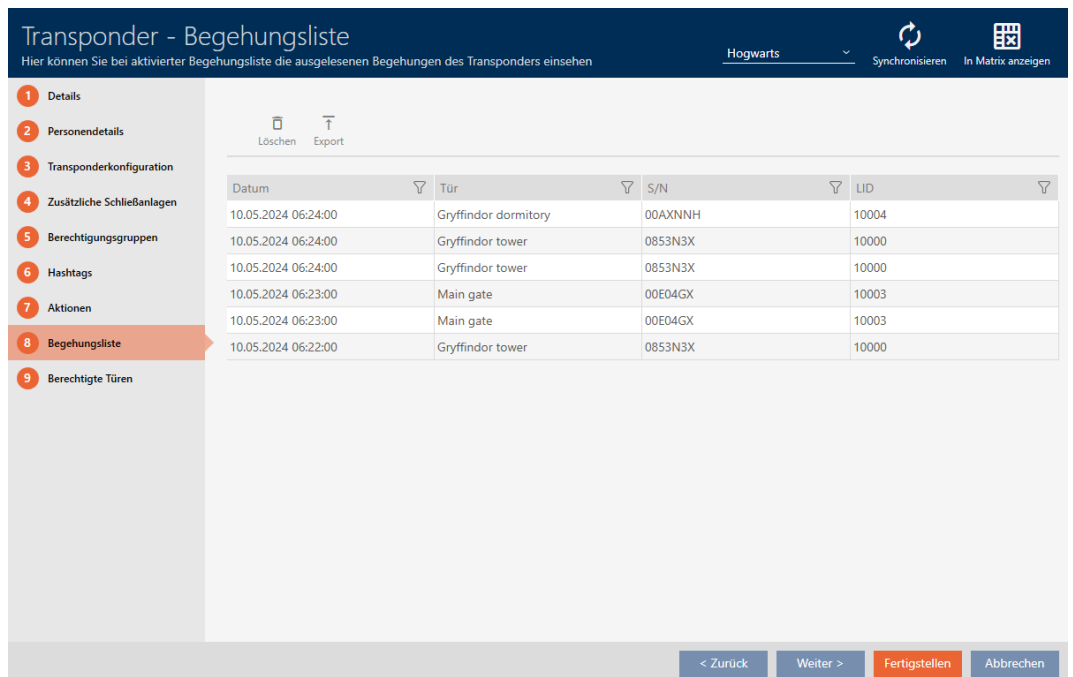 Transponder - Begehungsliste
Hier können Sie bei aktivierter Begehungsliste die ausgelesenen Begehungen des Transponders einsehen
Hogwarts
Synchronisieren
In Matrix anzeigen
1 Details
2 Personendetails
3 Transponderkonfiguration
4 Zusätzliche Schließanlagen
5 Berechtigungsgruppen
6 Hashtags
7 Aktionen
8 Begehungsliste
9 Berechtigte Türen
Löschen Export
Datum Tür S/N LID
10.05.2024 06:24:00 Gryffindor dormitory 00AXNNH 10004
10.05.2024 06:24:00 Gryffindor tower 0853N3X 10000
10.05.2024 06:24:00 Gryffindor tower 0853N3X 10000
10.05.2024 06:23:00 Main gate 00E04GX 10003
10.05.2024 06:23:00 Main gate 00E04GX 10003
10.05.2024 06:22:00 Gryffindor tower 0853N3X 10000
< Zurück Weiter > Fertigstellen Abbrechen